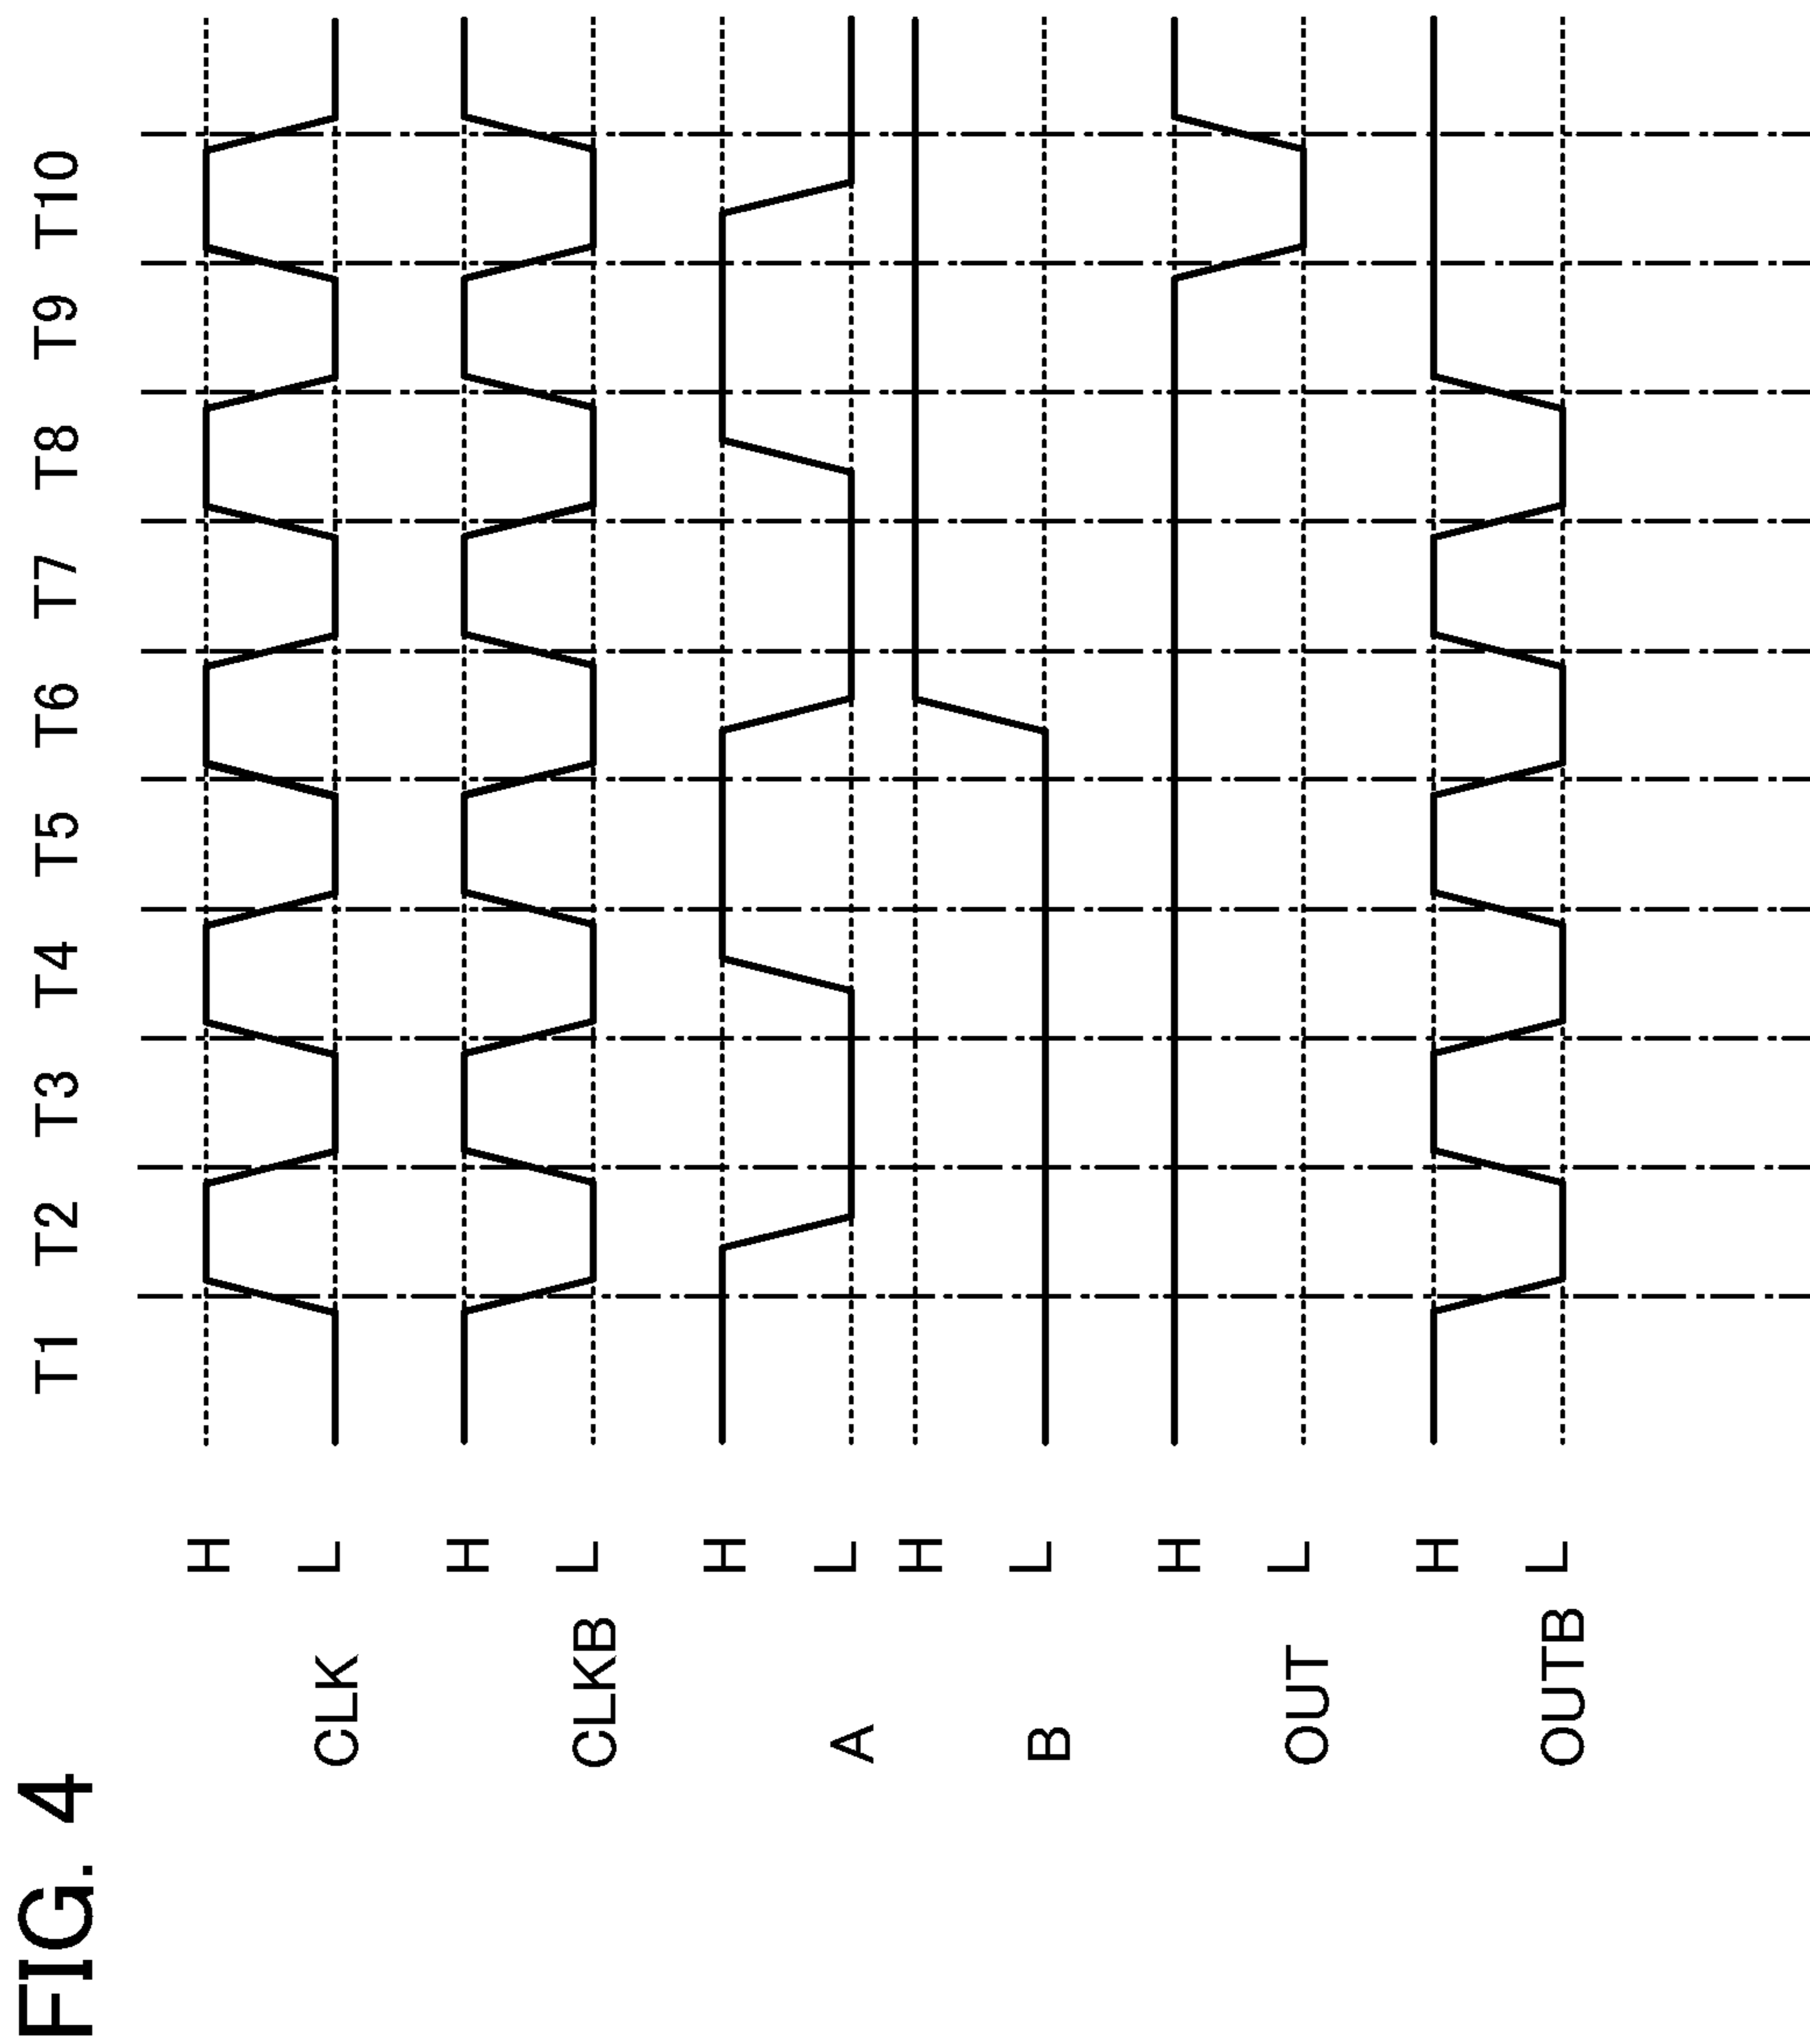 FIG. 4
T1 T2 T3 T4 T5 T6 T7 T8 T9 T10
H
CLK L
H
CLKB L
H
A L
H
B L
H
OUT L
H
OUTB L